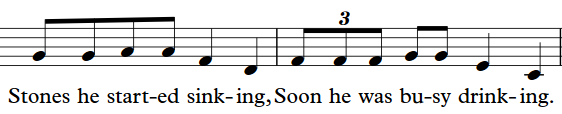 3
Stones he start-ed sink-ing, Soon he was bu-sy drink-ing.